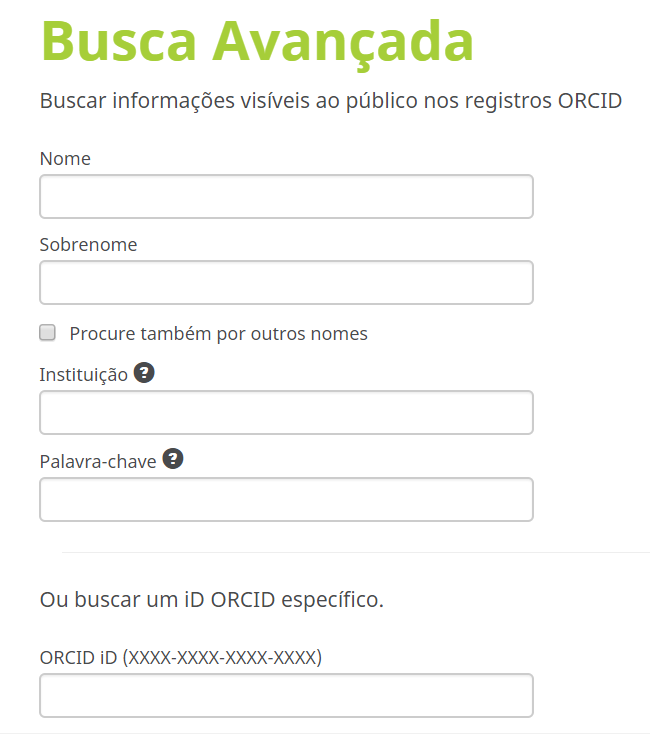 Busca Avançada
Buscar informações visíveis ao público nos registros ORCID
Nome
Sobrenome
Procure também por outros nomes
Instituição ?
Palavra-chave ?
Ou buscar um iD ORCID específico.
ORCID iD (XXXX-XXXX-XXXX-XXXX)